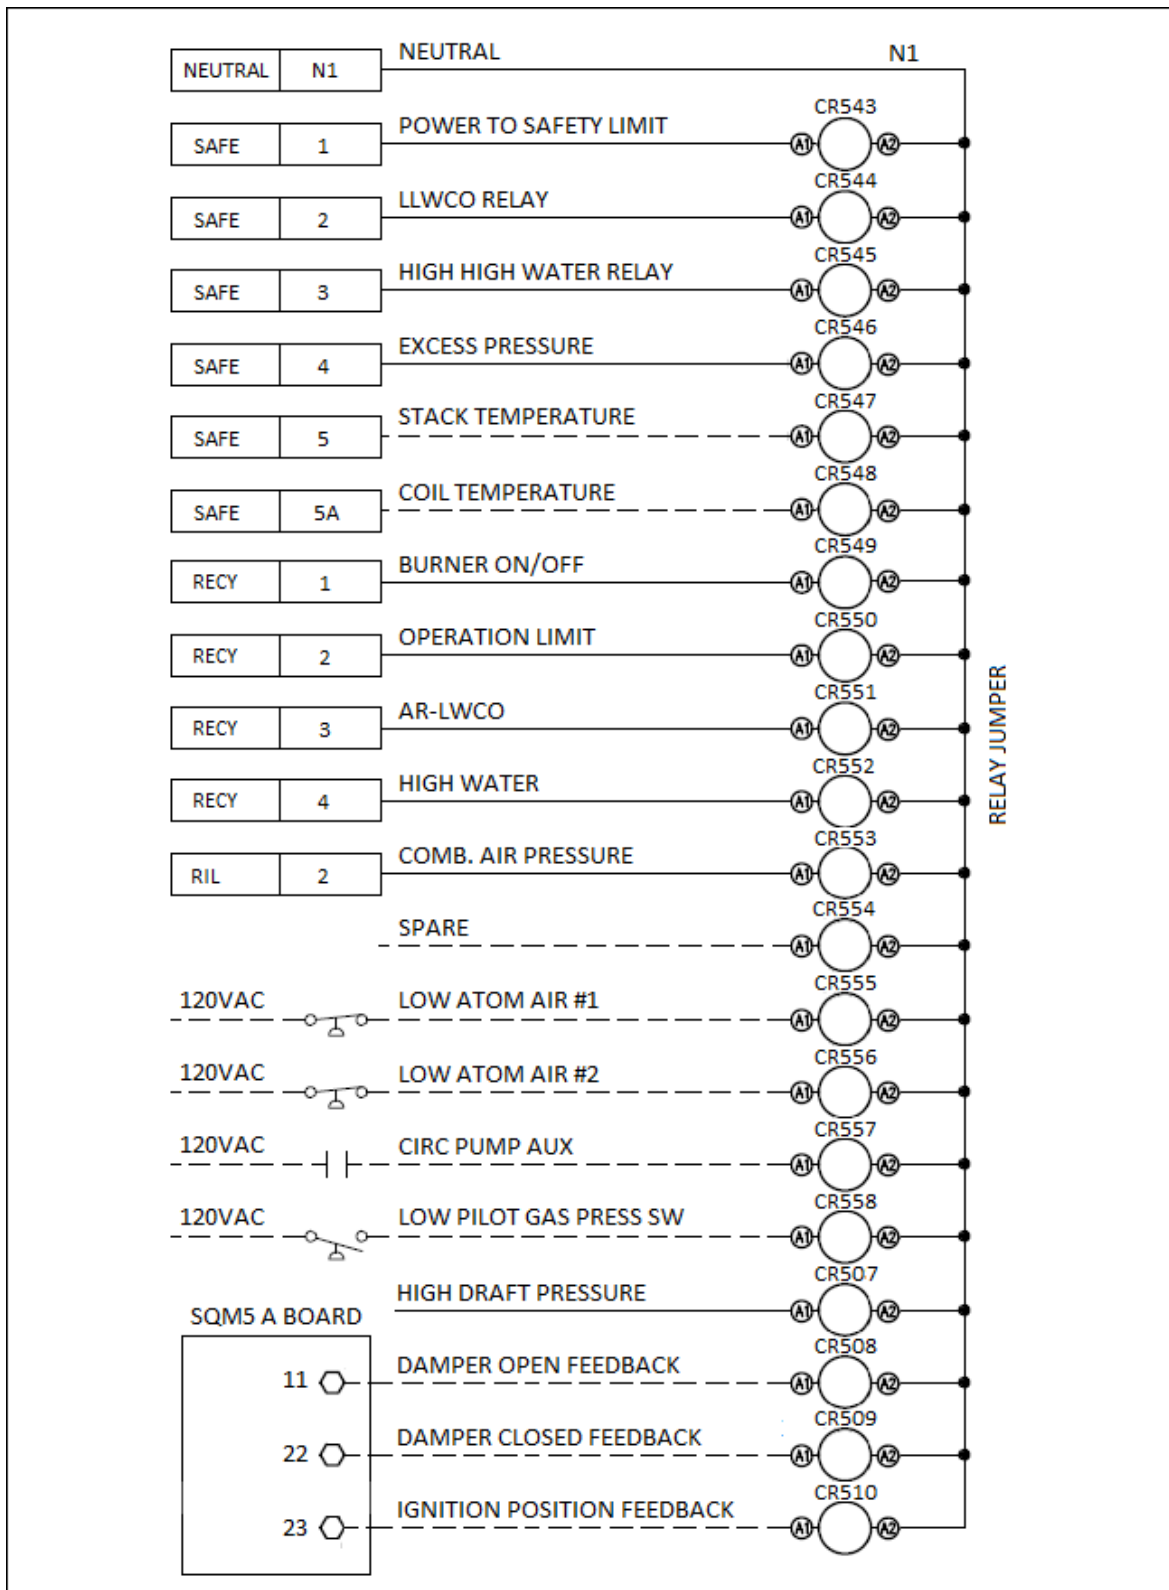 NEUTRAL N1 NEUTRAL N1
CR543
SAFE 1 POWER TO SAFETY LIMIT A1 A2
CR544
SAFE 2 LLWCO RELAY A1 A2
CR545
SAFE 3 HIGH HIGH WATER RELAY A1 A2
CR546
SAFE 4 EXCESS PRESSURE A1 A2
CR547
SAFE 5 STACK TEMPERATURE A1 A2
CR548
SAFE 5A COIL TEMPERATURE A1 A2
CR549
RECY 1 BURNER ON/OFF A1 A2
CR550
RECY 2 OPERATION LIMIT A1 A2
CR551
RECY 3 AR-LWCO A1 A2
CR552
RECY 4 HIGH WATER A1 A2
RELAY JUMPER
CR553
RIL 2 COMB. AIR PRESSURE A1 A2
CR554
SPARE A1 A2
CR555
120VAC LOW ATOM AIR #1 A1 A2
CR556
120VAC LOW ATOM AIR #2 A1 A2
CR557
120VAC CIRC PUMP AUX A1 A2
CR558
120VAC LOW PILOT GAS PRESS SW A1 A2
CR507
HIGH DRAFT PRESSURE A1 A2
SQM5 A BOARD
CR508
11 DAMPER OPEN FEEDBACK A1 A2
CR509
22 DAMPER CLOSED FEEDBACK A1 A2
CR510
23 IGNITION POSITION FEEDBACK A1 A2